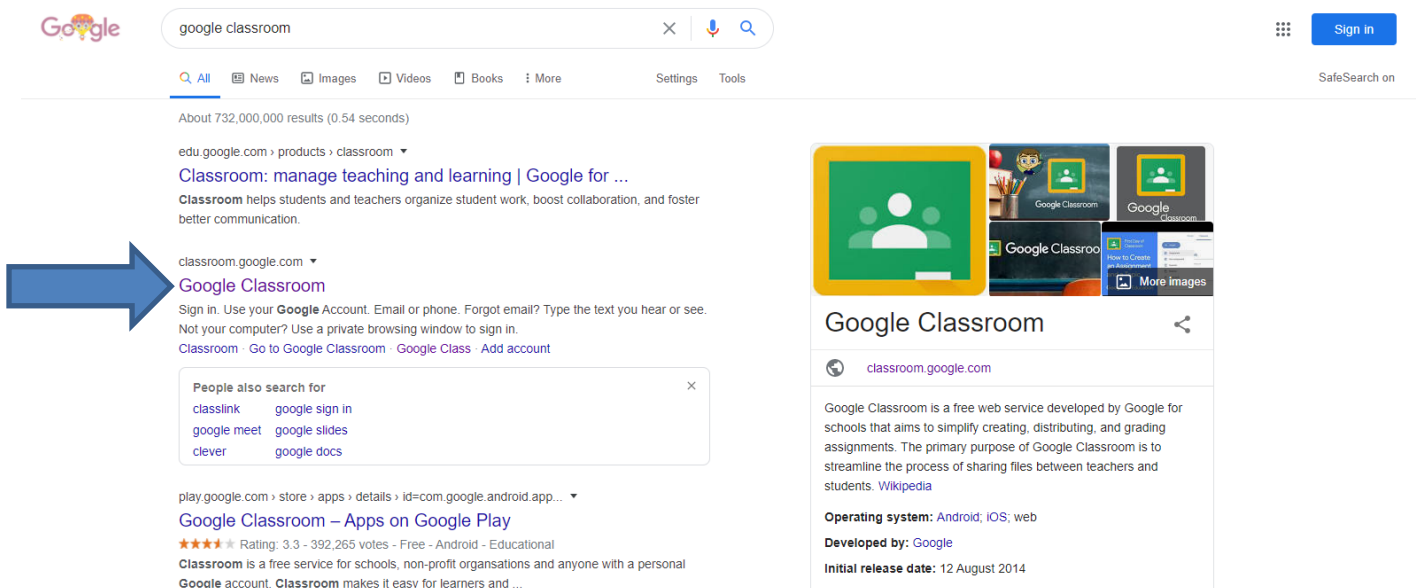 Google
google classroom
Sign in
All News Images Videos Books More Settings Tools
SafeSearch on
About 732,000,000 results (0.54 seconds)
edu.google.com › products › classroom
Classroom: manage teaching and learning | Google for ...
Classroom helps students and teachers organize student work, boost collaboration, and foster
better communication.
classroom.google.com
Google Classroom
Sign in. Use your Google Account. Email or phone. Forgot email? Type the text you hear or see.
Not your computer? Use a private browsing window to sign in.
Classroom · Go to Google Classroom · Google Class · Add account
People also search for
classlink google sign in
google meet google slides
clever google docs
play.google.com › store › apps › details › id=com.google.android.app...
Google Classroom – Apps on Google Play
Rating: 3.3 - 392,265 votes - Free - Android - Educational
Classroom is a free service for schools, non-profit organsations and anyone with a personal
Google account. Classroom makes it easy for learners and ...
Google Classroom
Google
Classroom
Google Classroo
First Day of
Classroom
How to Create
an Assignment
More images
Google Classroom
classroom.google.com
Google Classroom is a free web service developed by Google for
schools that aims to simplify creating, distributing, and grading
assignments. The primary purpose of Google Classroom is to
streamline the process of sharing files between teachers and
students. Wikipedia
Operating system: Android; iOS; web
Developed by: Google
Initial release date: 12 August 2014